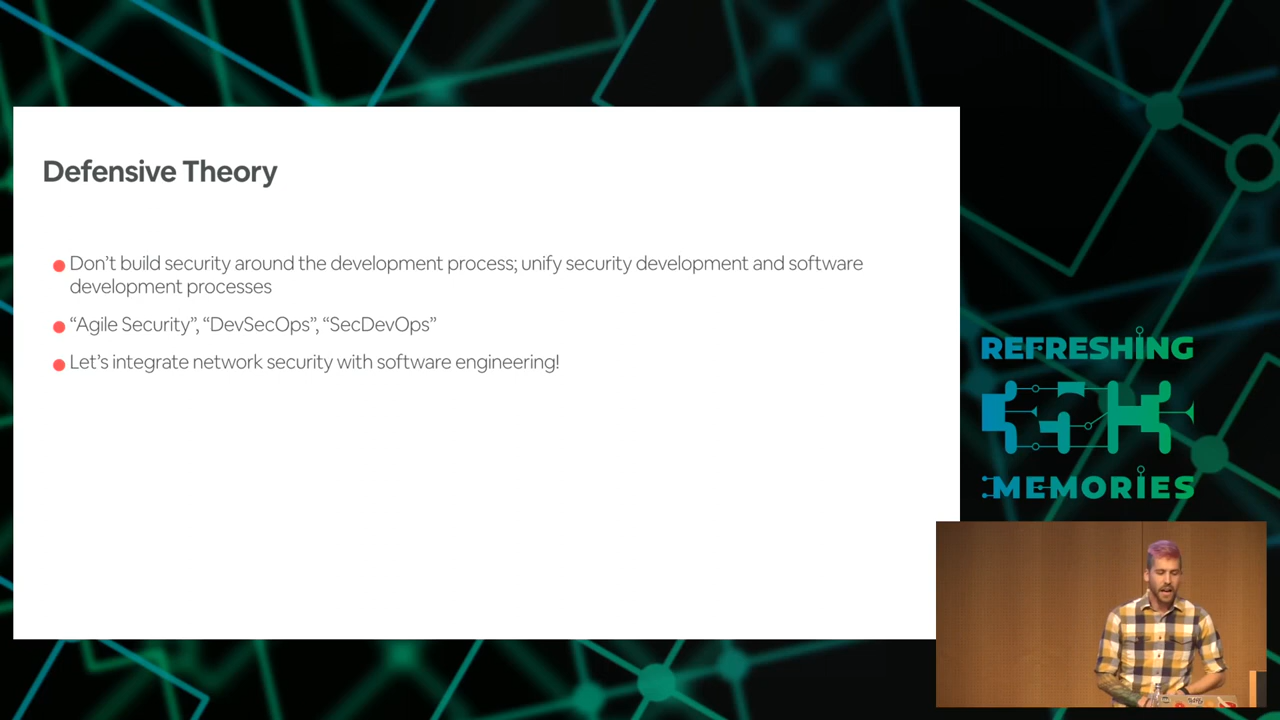 Defensive Theory
Don’t build security around the development process; unify security development and software
development processes
“Agile Security”, “DevSecOps”, “SecDevOps”
Let’s integrate network security with software engineering!
REFRESHING
35C3
MEMORIES